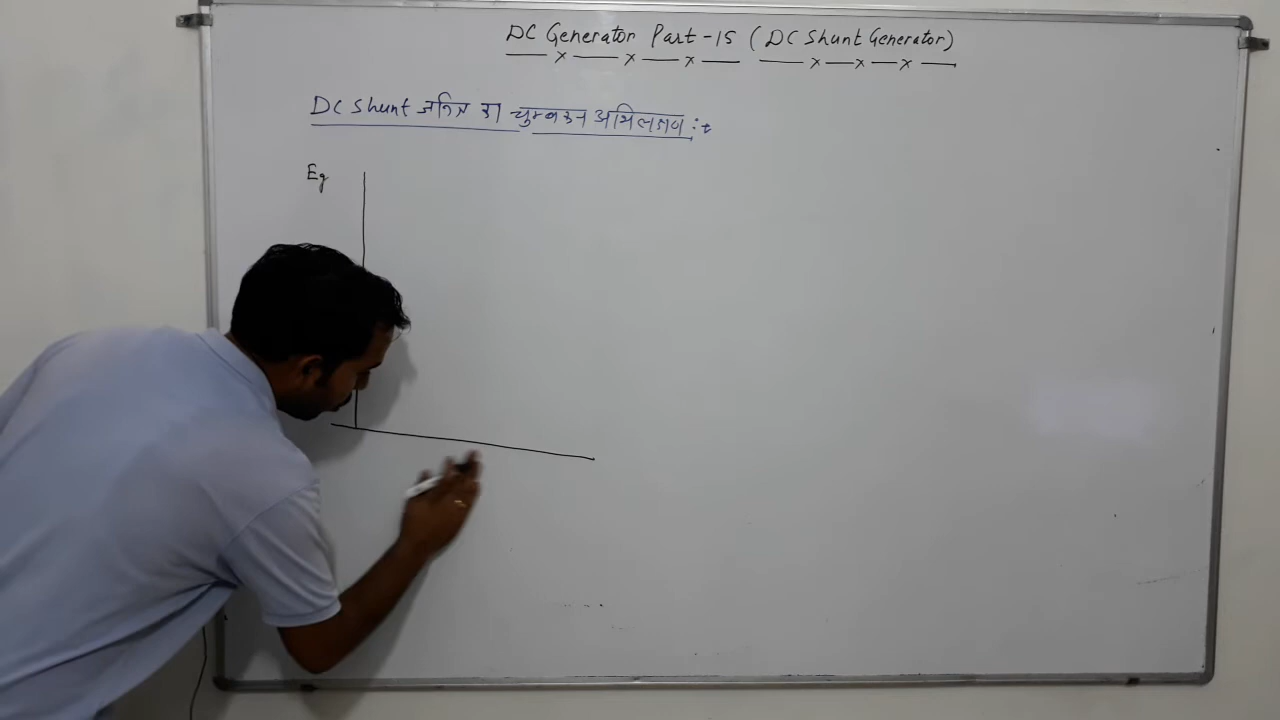 DC Generator Part-15 (DC Shunt Generator)
DC Shunt जनित्र का चुम्बकन अभिलक्षण :-
Eg